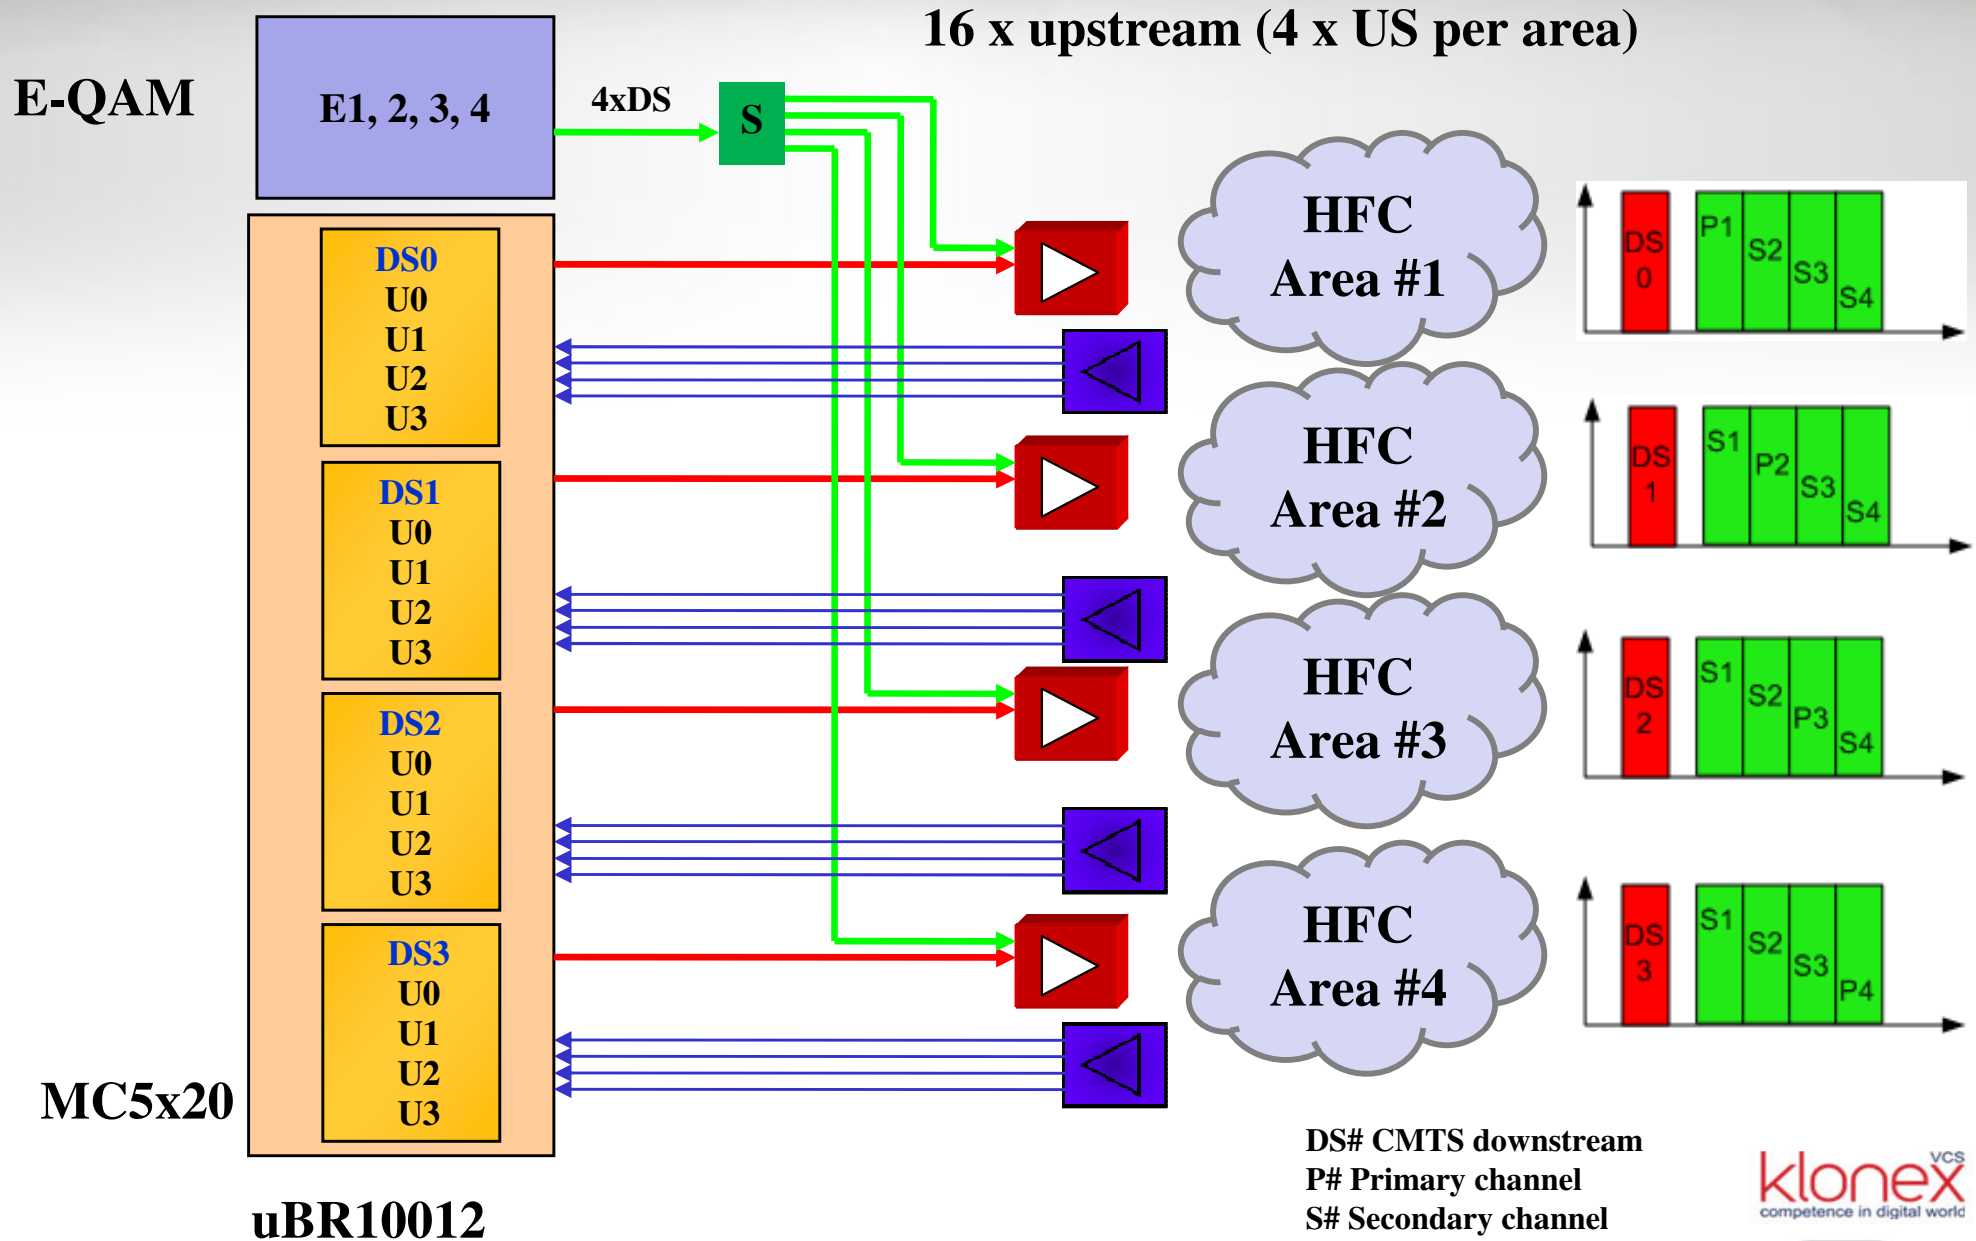 16 x upstream (4 x US per area)
E-QAM
E1, 2, 3, 4
4xDS
S
DS0
U0
U1
U2
U3
DS1
U0
U1
U2
U3
DS2
U0
U1
U2
U3
DS3
U0
U1
U2
U3
MC5x20
uBR10012
HFC
Area #1
DS
0
P1
S2
S3
S4
HFC
Area #2
DS
1
S1
P2
S3
S4
HFC
Area #3
DS
2
S1
S2
P3
S4
HFC
Area #4
DS
3
S1
S2
S3
P4
DS# CMTS downstream
P# Primary channel
S# Secondary channel
vcs
klonex
competence in digital world